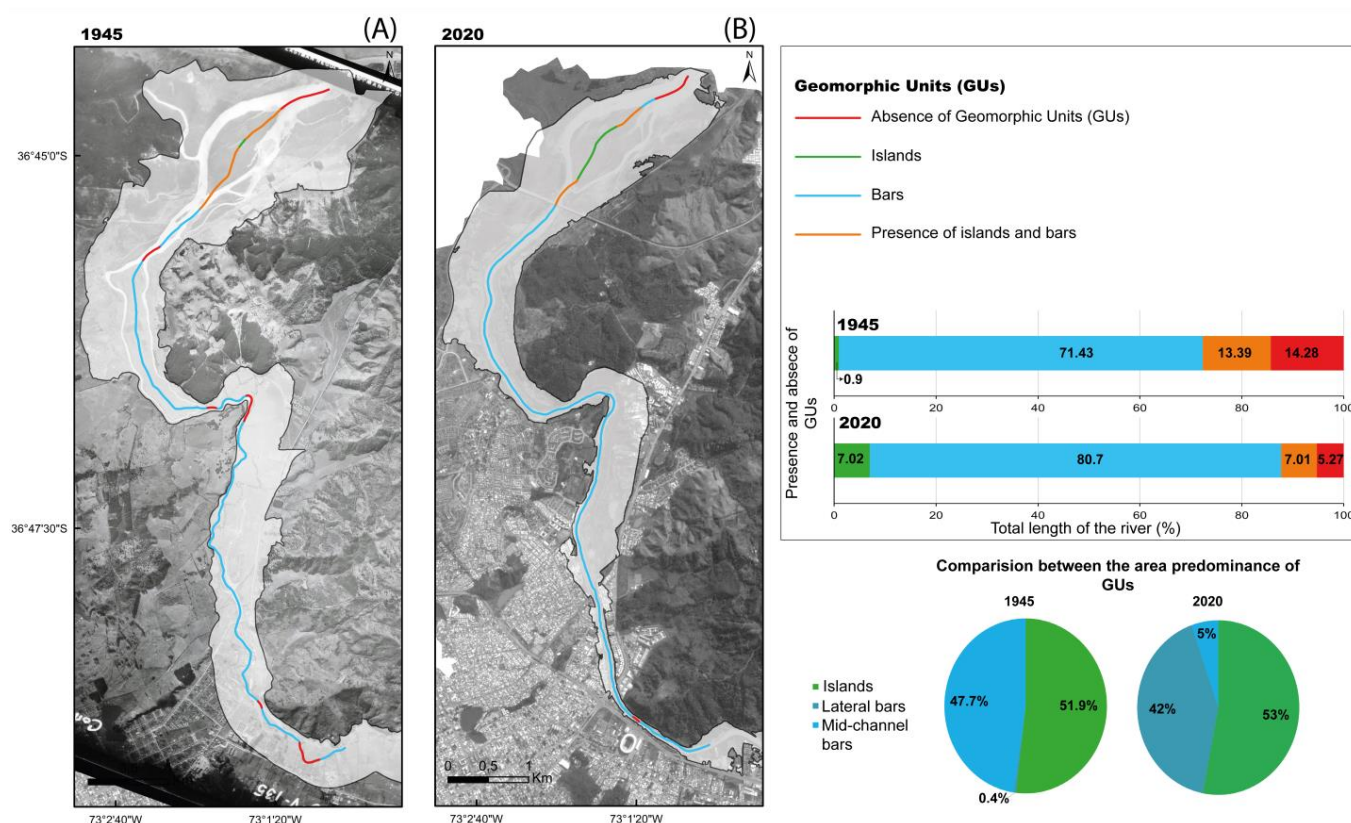 1945
(A)
N
36°45'0"S
36°47'30"S
73°2'40"W
73°1'20"W
Con
V-135
2020
(B)
N
0
0,5
1
Km
73°2'40"W
73°1'20"W
Geomorphic Units (GUs)
Absence of Geomorphic Units (GUs)
Islands
Bars
Presence of islands and bars
Presence and absece of
GUs
1945
71.43
13.39
14.28
0.9
0
20
40
60
80
100
2020
7.02
80.7
7.01
5.27
0
20
40
60
80
100
Total length of the river (%)
Comparision between the area predominance of
GUs
1945
2020
Islands
Lateral bars
Mid-channel
bars
47.7%
51.9%
0.4%
5%
42%
53%